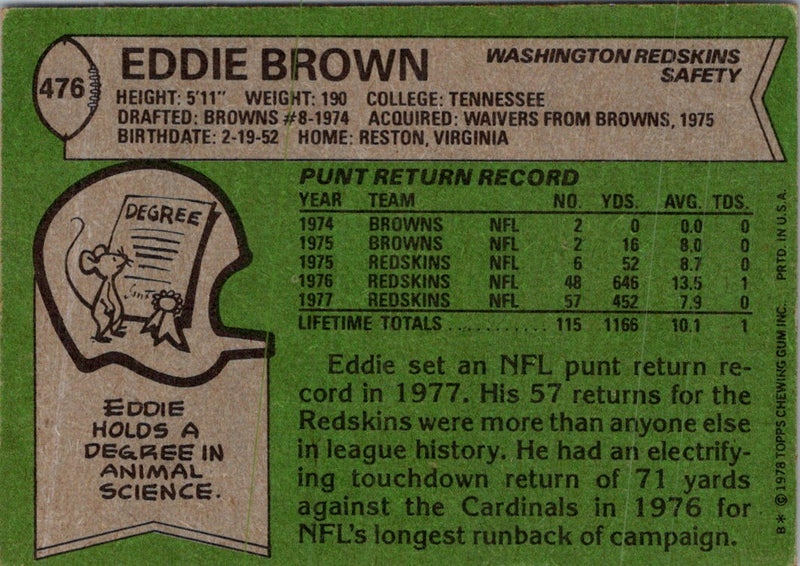 476
EDDIE BROWN
WASHINGTON REDSKINS
SAFETY
HEIGHT: 5'11" WEIGHT: 190 COLLEGE: TENNESSEE
DRAFTED: BROWNS #8-1974 ACQUIRED: WAIVERS FROM BROWNS, 1975
BIRTHDATE: 2-19-52 HOME: RESTON, VIRGINIA
PUNT RETURN RECORD
YEAR TEAM NO. YDS. AVG. TDS.
1974 BROWNS NFL 2 0 0.0 0
1975 BROWNS NFL 2 16 8.0 0
1975 REDSKINS NFL 6 52 8.7 0
1976 REDSKINS NFL 48 646 13.5 1
1977 REDSKINS NFL 57 452 7.9 0
LIFETIME TOTALS ........... 115 1166 10.1 1
Eddie set an NFL punt return re-
cord in 1977. His 57 returns for the
Redskins were more than anyone else
in league history. He had an electrify-
ing touchdown return of 71 yards
against the Cardinals in 1976 for
NFL's longest runback of campaign.
DEGREE
EDDIE
HOLDS A
DEGREE IN
ANIMAL
SCIENCE.
B* © 1978 TOPPS CHEWING GUM INC. PRTD. IN U.S.A.